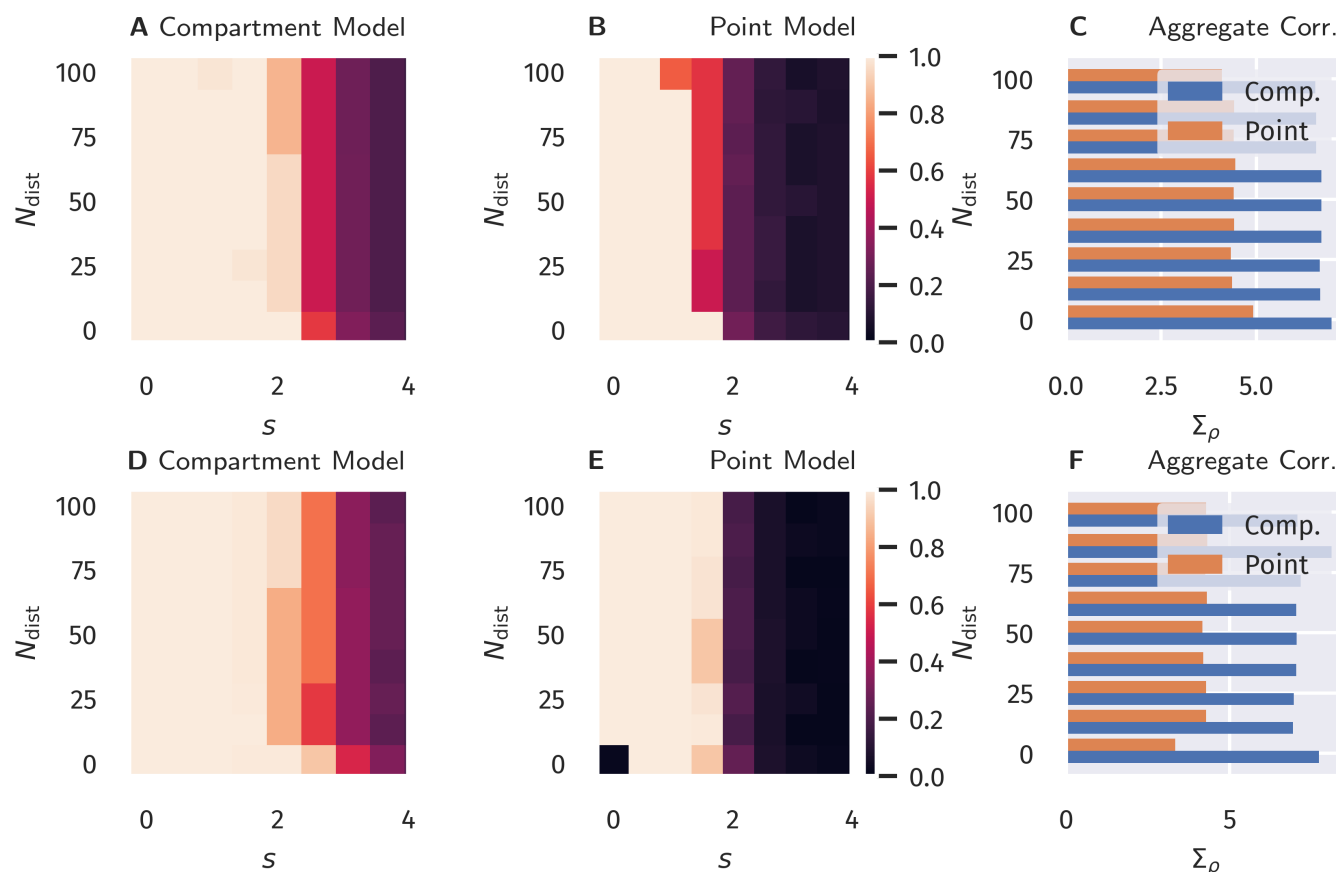 A Compartment Model
B Point Model
C Aggregate Corr.
100
75
50
25
0
N_dist
0 2 4
s
100
75
50
25
0
N_dist
0 2 4
s
1.0
0.8
0.6
0.4
0.2
0.0
100
75
50
25
0
N_dist
Comp.
Point
0.0 2.5 5.0
Σ_ρ
D Compartment Model
E Point Model
F Aggregate Corr.
100
75
50
25
0
N_dist
0 2 4
s
100
75
50
25
0
N_dist
0 2 4
s
1.0
0.8
0.6
0.4
0.2
0.0
100
75
50
25
0
N_dist
Comp.
Point
0 5
Σ_ρ